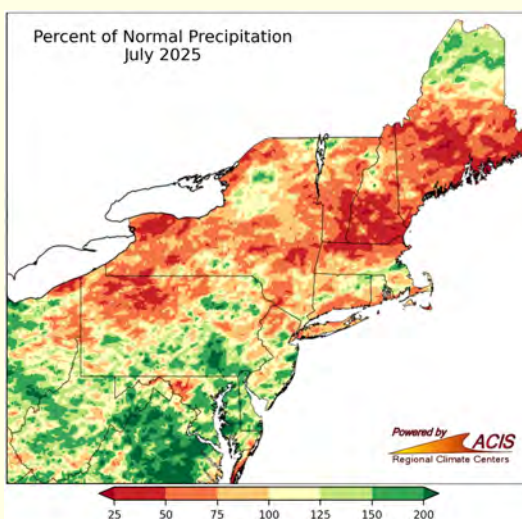 Percent of Normal Precipitation
July 2025
Powered by
ACIS
Regional Climate Centers
25 50 75 100 125 150 200